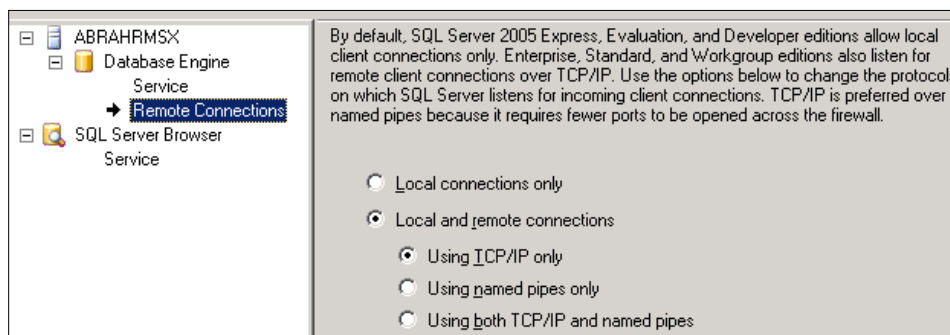 ABRAHRMSX
Database Engine
Service
Remote Connections
SQL Server Browser
Service
By default, SQL Server 2005 Express, Evaluation, and Developer editions allow local
client connections only. Enterprise, Standard, and Workgroup editions also listen for
remote client connections over TCP/IP. Use the options below to change the protocol
on which SQL Server listens for incoming client connections. TCP/IP is preferred over
named pipes because it requires fewer ports to be opened across the firewall.
Local connections only
Local and remote connections
Using TCP/IP only
Using named pipes only
Using both TCP/IP and named pipes